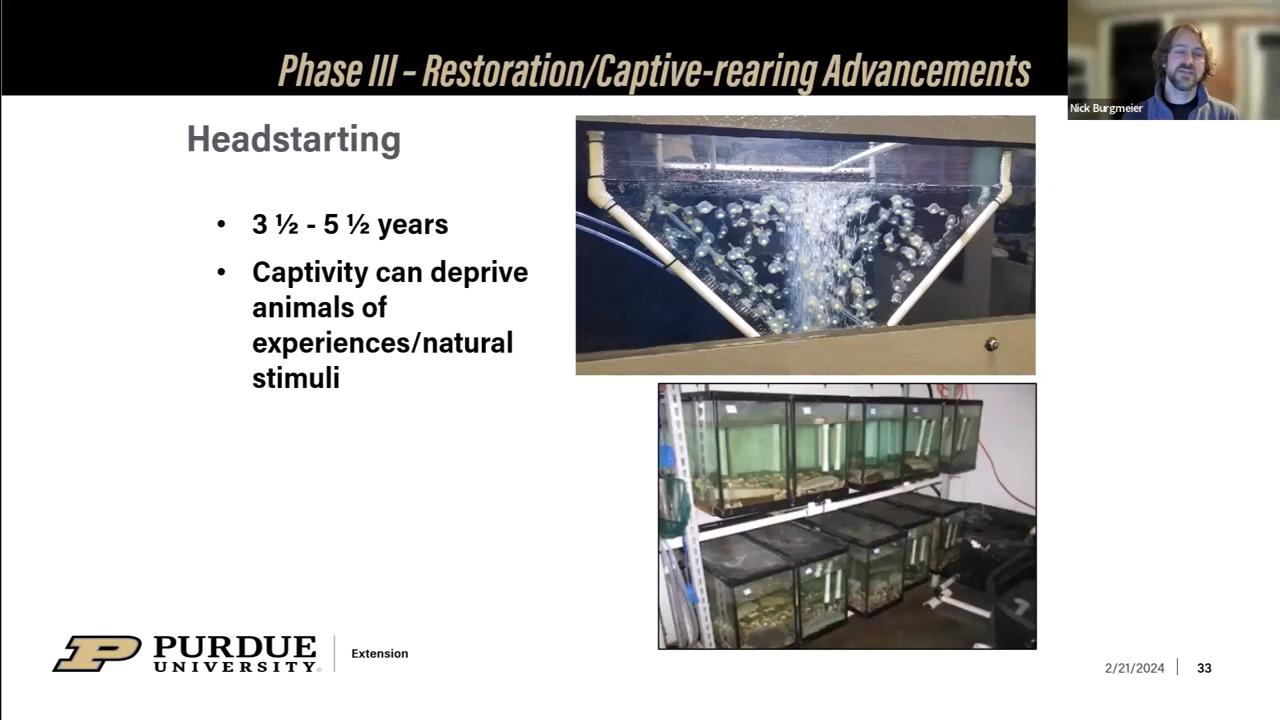 Phase III – Restoration/Captive-rearing Advancements
Nick Burgmeier
Headstarting
• 3 ½ - 5 ½ years
• Captivity can deprive
animals of
experiences/natural
stimuli
PURDUE
UNIVERSITY®
Extension
2/21/2024
33